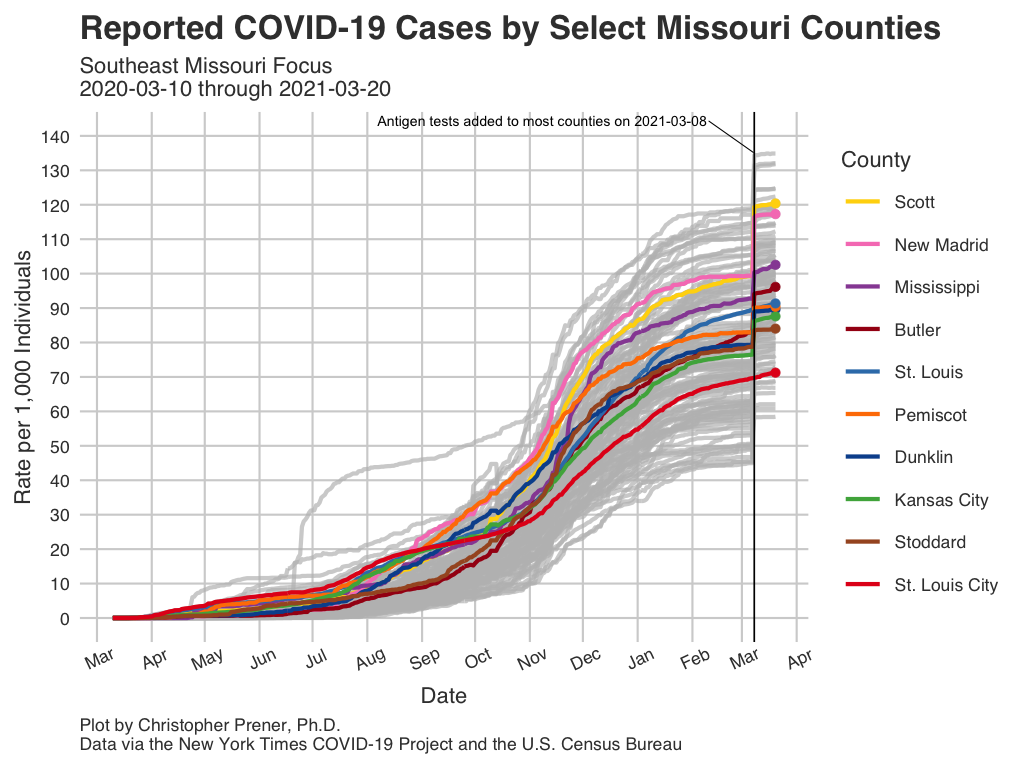 Reported COVID-19 Cases by Select Missouri Counties
Southeast Missouri Focus
2020-03-10 through 2021-03-20
Antigen tests added to most counties on 2021-03-08
140
130
120
110
100
90
80
70
60
50
40
30
20
10
0
Rate per 1,000 Individuals
Mar
Apr
May
Jun
Jul
Aug
Sep
Oct
Nov
Dec
Jan
Feb
Mar
Apr
Date
County
Scott
New Madrid
Mississippi
Butler
St. Louis
Pemiscot
Dunklin
Kansas City
Stoddard
St. Louis City
Plot by Christopher Prener, Ph.D.
Data via the New York Times COVID-19 Project and the U.S. Census Bureau